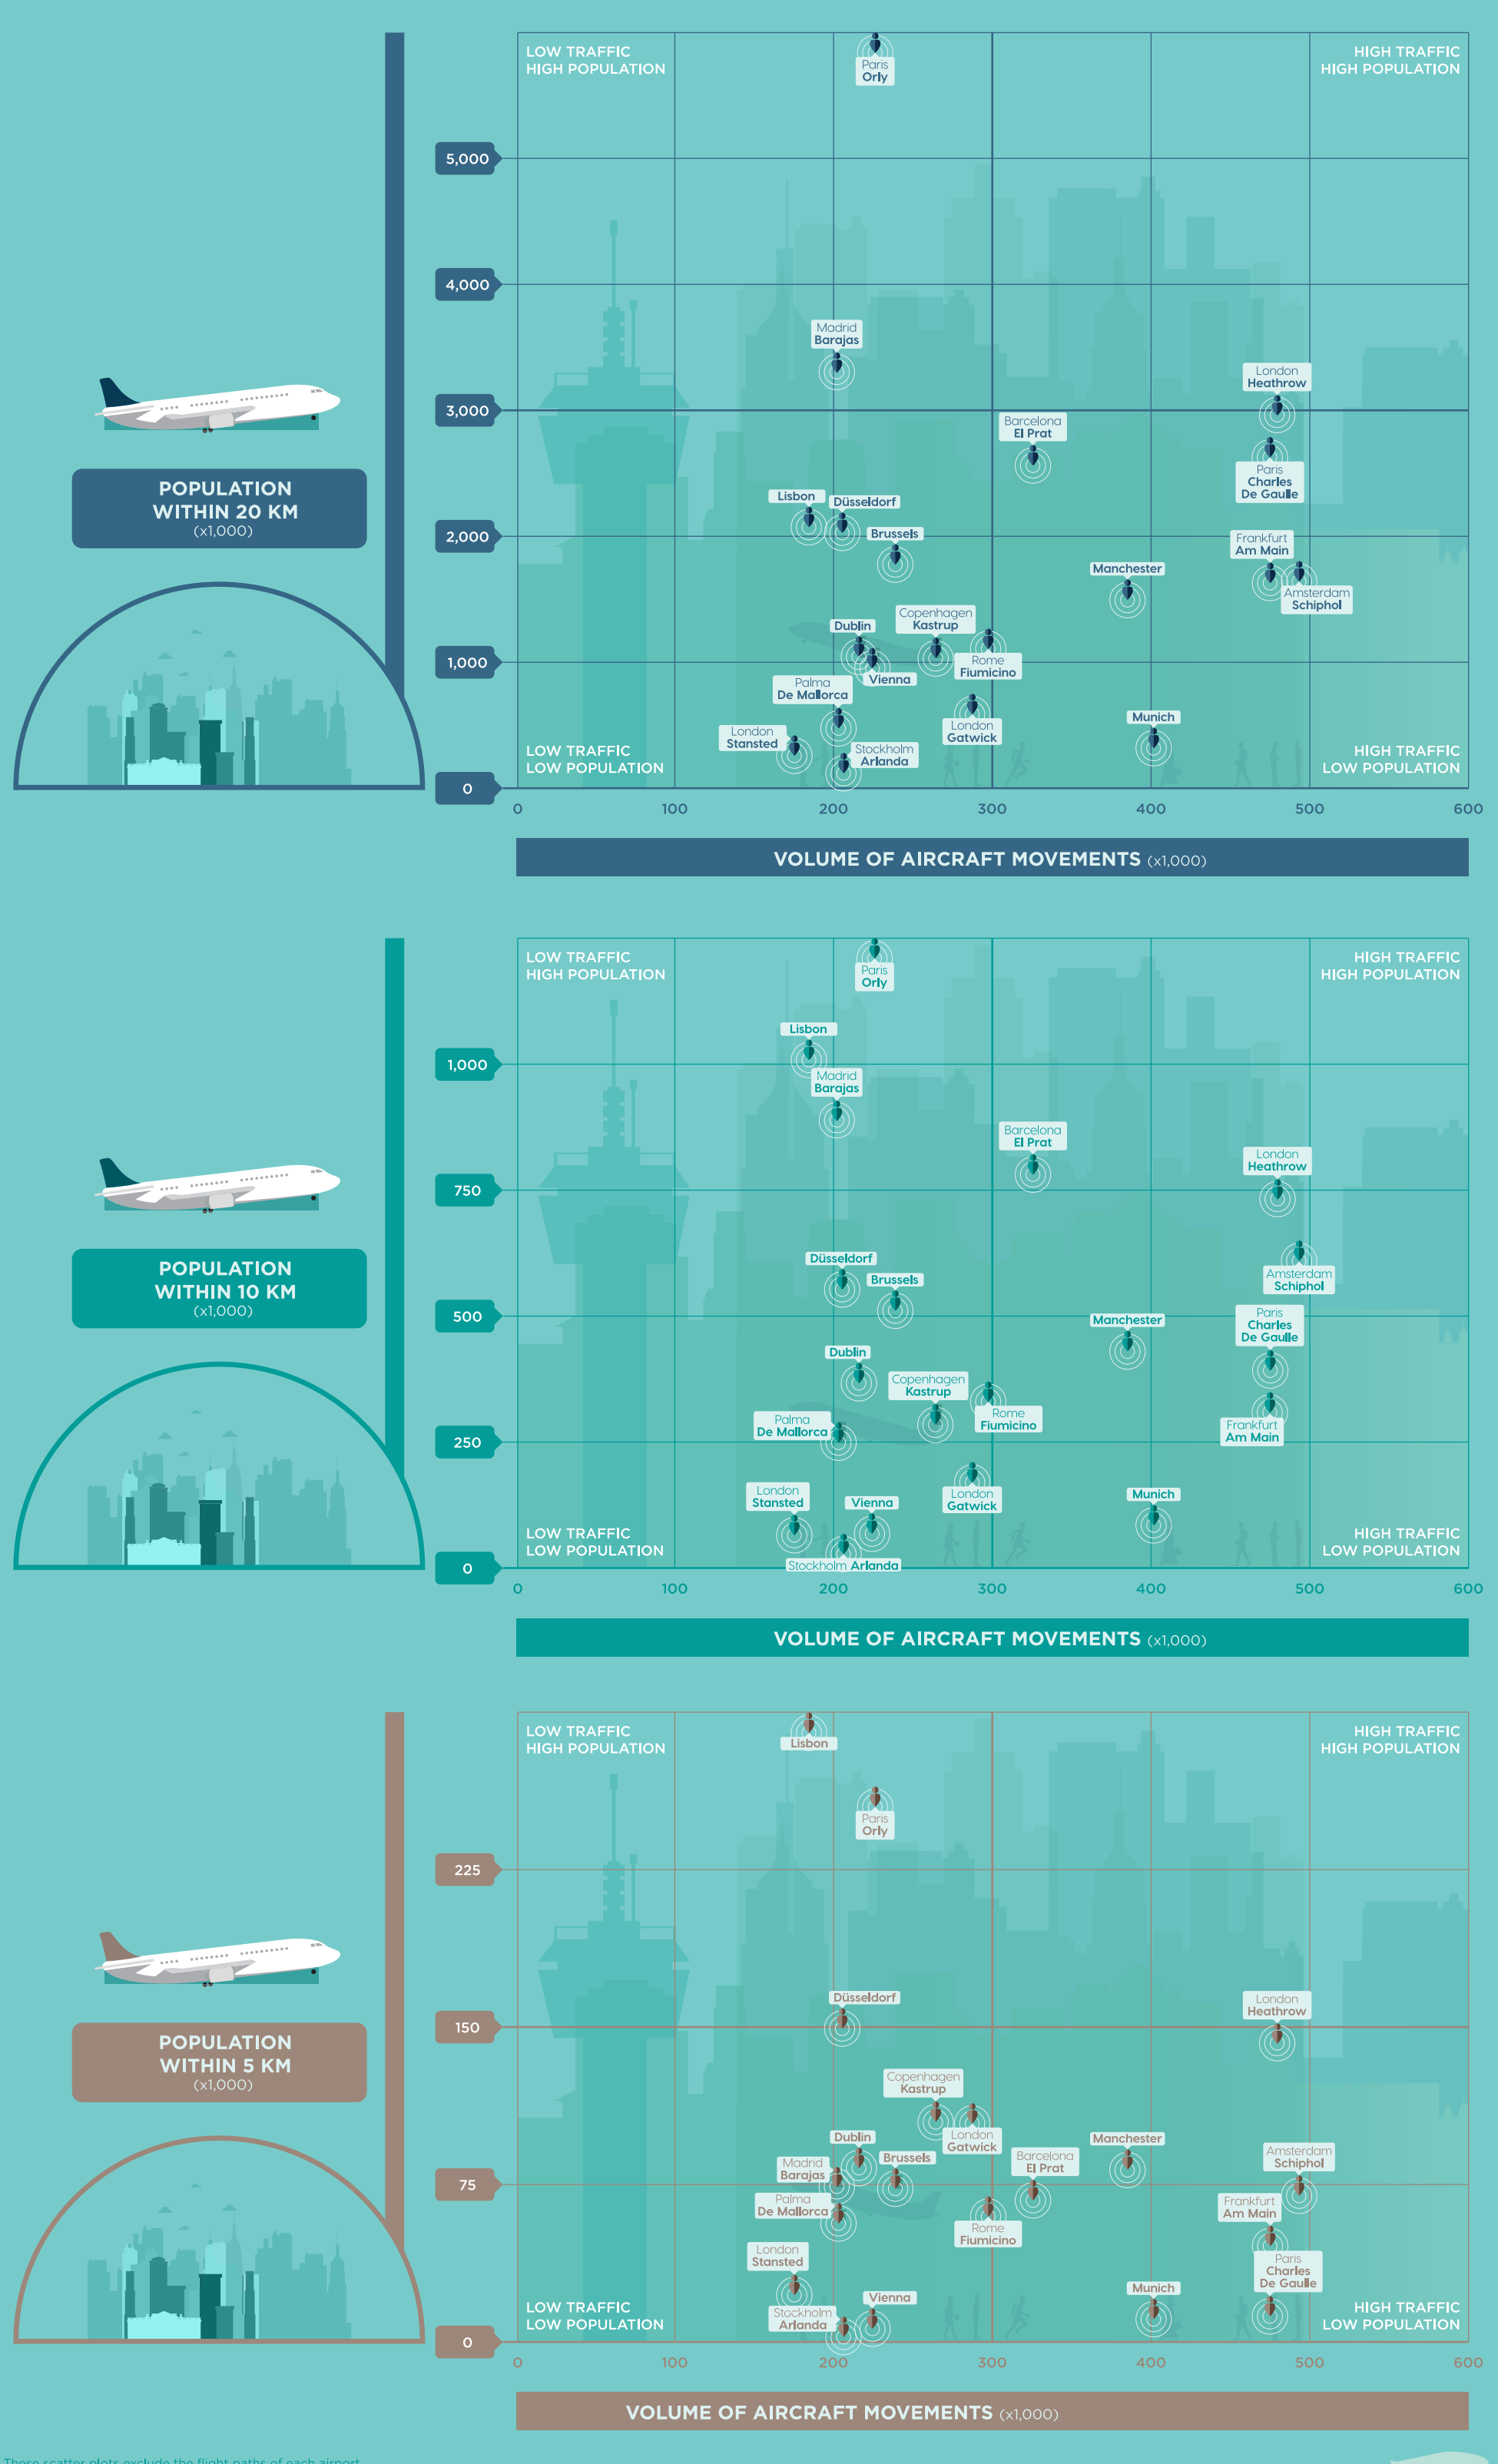 LOW TRAFFIC
HIGH POPULATION
HIGH TRAFFIC
HIGH POPULATION
Paris
Orly
5,000
4,000
Madrid
Barajas
London
Heathrow
3,000
Barcelona
El Prat
Paris
Charles
De Gaulle
POPULATION
WITHIN 20 KM
(x1,000)
Lisbon
Düsseldorf
2,000
Brussels
Frankfurt
Am Main
Manchester
Amsterdam
Schiphol
Copenhagen
Kastrup
Dublin
1,000
Rome
Fiumicino
Vienna
Palma
De Mallorca
London
Gatwick
Munich
London
Stansted
Stockholm
Arlanda
LOW TRAFFIC
LOW POPULATION
HIGH TRAFFIC
LOW POPULATION
0
0 100 200 300 400 500 600
VOLUME OF AIRCRAFT MOVEMENTS (x1,000)
LOW TRAFFIC
HIGH POPULATION
HIGH TRAFFIC
HIGH POPULATION
Paris
Orly
Lisbon
1,000
Madrid
Barajas
Barcelona
El Prat
London
Heathrow
750
POPULATION
WITHIN 10 KM
(x1,000)
Düsseldorf
Brussels
Amsterdam
Schiphol
500
Manchester
Paris
Charles
De Gaulle
Dublin
Copenhagen
Kastrup
Rome
Fiumicino
Palma
De Mallorca
Frankfurt
Am Main
250
London
Stansted
Vienna
London
Gatwick
Munich
Stockholm Arlanda
LOW TRAFFIC
LOW POPULATION
HIGH TRAFFIC
LOW POPULATION
0
0 100 200 300 400 500 600
VOLUME OF AIRCRAFT MOVEMENTS (x1,000)
LOW TRAFFIC
HIGH POPULATION
HIGH TRAFFIC
HIGH POPULATION
Lisbon
Paris
Orly
225
Düsseldorf
London
Heathrow
150
POPULATION
WITHIN 5 KM
(x1,000)
Copenhagen
Kastrup
London
Gatwick
Dublin
Manchester
Madrid
Barajas
Brussels
Barcelona
El Prat
Amsterdam
Schiphol
75
Palma
De Mallorca
Rome
Fiumicino
Frankfurt
Am Main
London
Stansted
Paris
Charles
De Gaulle
Vienna
Munich
Stockholm
Arlanda
LOW TRAFFIC
LOW POPULATION
HIGH TRAFFIC
LOW POPULATION
0
0 100 200 300 400 500 600
VOLUME OF AIRCRAFT MOVEMENTS (x1,000)
These scatter plots exclude the flight paths of each airport